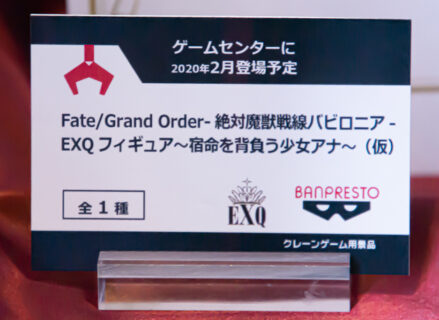 ゲームセンターに
2020年2月登場予定
Fate/Grand Order- 絶対魔獣戦線バビロニア -
EXQ フィギュア～宿命を背負う少女アナ～（仮）
全1種
EXQ
BANPRESTO
クレーンゲーム用景品